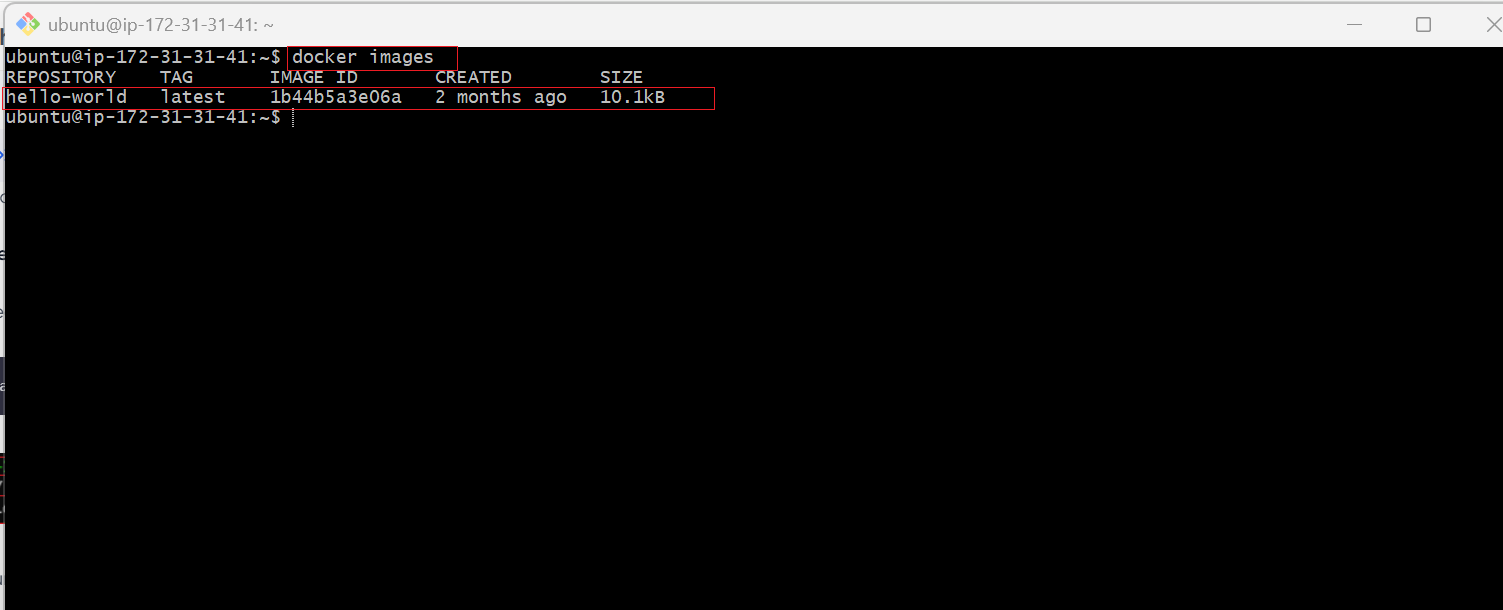 ubuntu@ip-172-31-31-41: ~
ubuntu@ip-172-31-31-41:~$ docker images
REPOSITORY TAG IMAGE ID CREATED SIZE
hello-world latest 1b44b5a3e06a 2 months ago 10.1kB
ubuntu@ip-172-31-31-41:~$